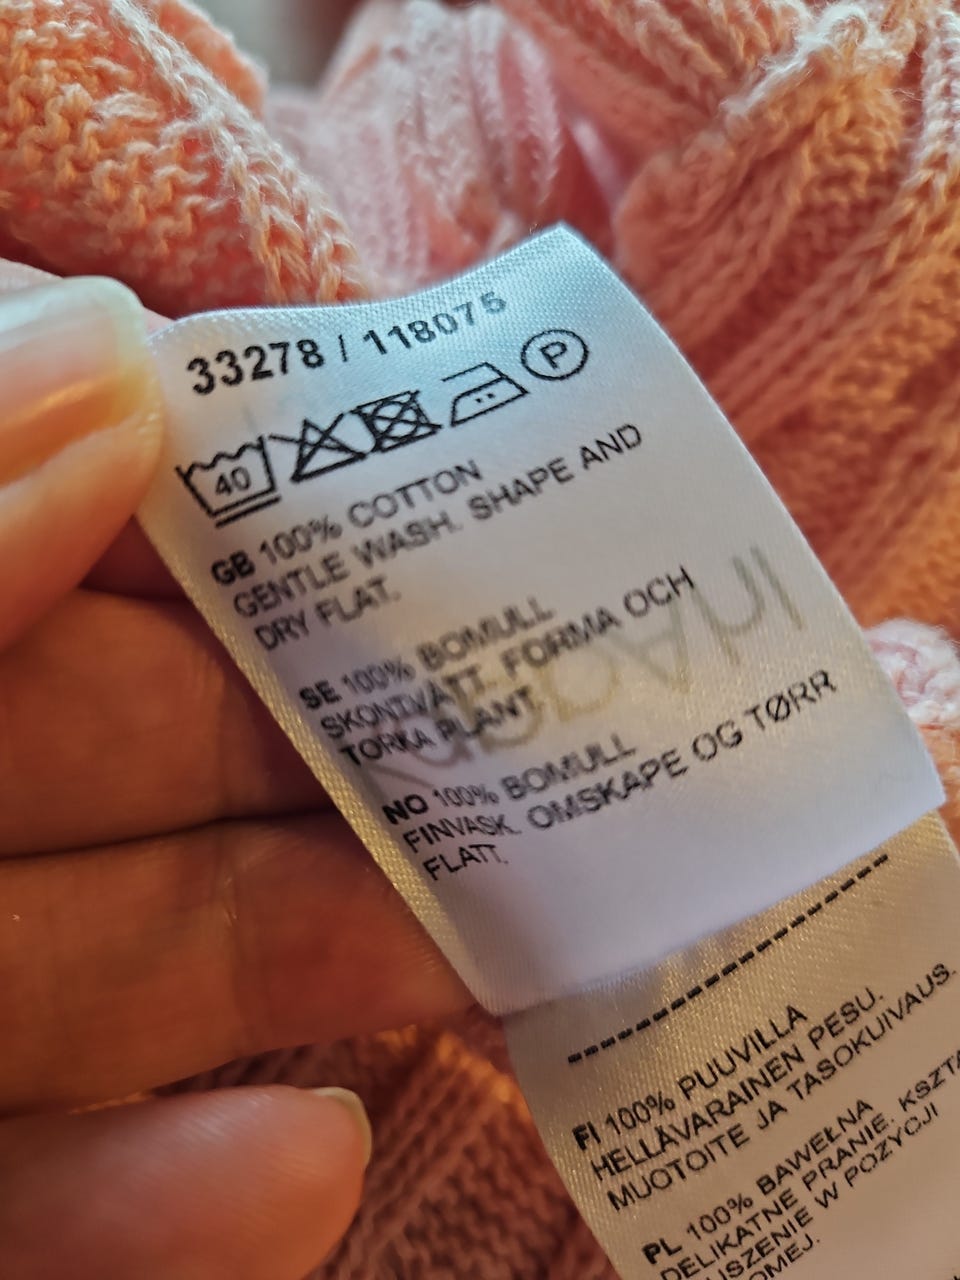 33278 / 118075
40 P
GB 100% COTTON
GENTLE WASH. SHAPE AND
DRY FLAT.
SE 100% BOMULL
SKONTVÄTT. FORMA OCH
TORKA PLANT.
NO 100% BOMULL
FINVASK. OMSKAPE OG TØRR
FLATT.
FI 100% PUUVILLA
HELLÄVARAINEN PESU.
MUOTOITE JA TASOKUIVAUS.
PL 100% BAWEŁNA
DELIKATNE PRANIE.
W POZYCJI